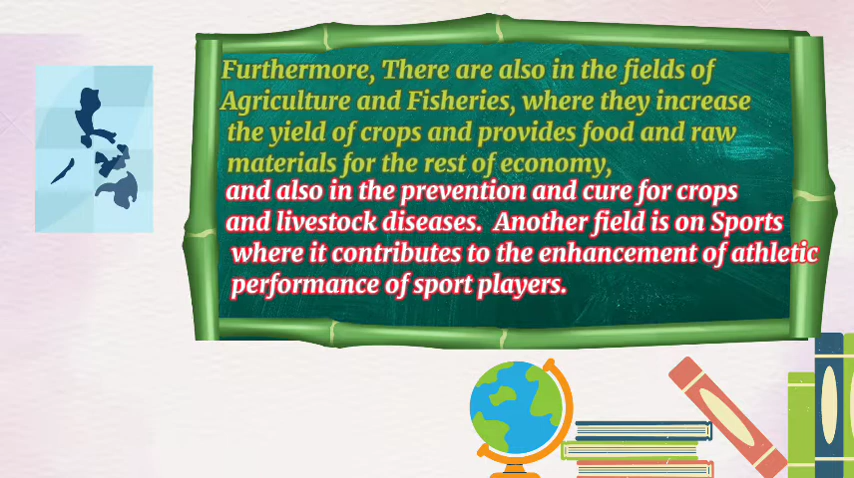 Furthermore, There are also in the fields of
Agriculture and Fisheries, where they increase
the yield of crops and provides food and raw
materials for the rest of economy,
and also in the prevention and cure for crops
and livestock diseases. Another field is on Sports
where it contributes to the enhancement of athletic
performance of sport players.